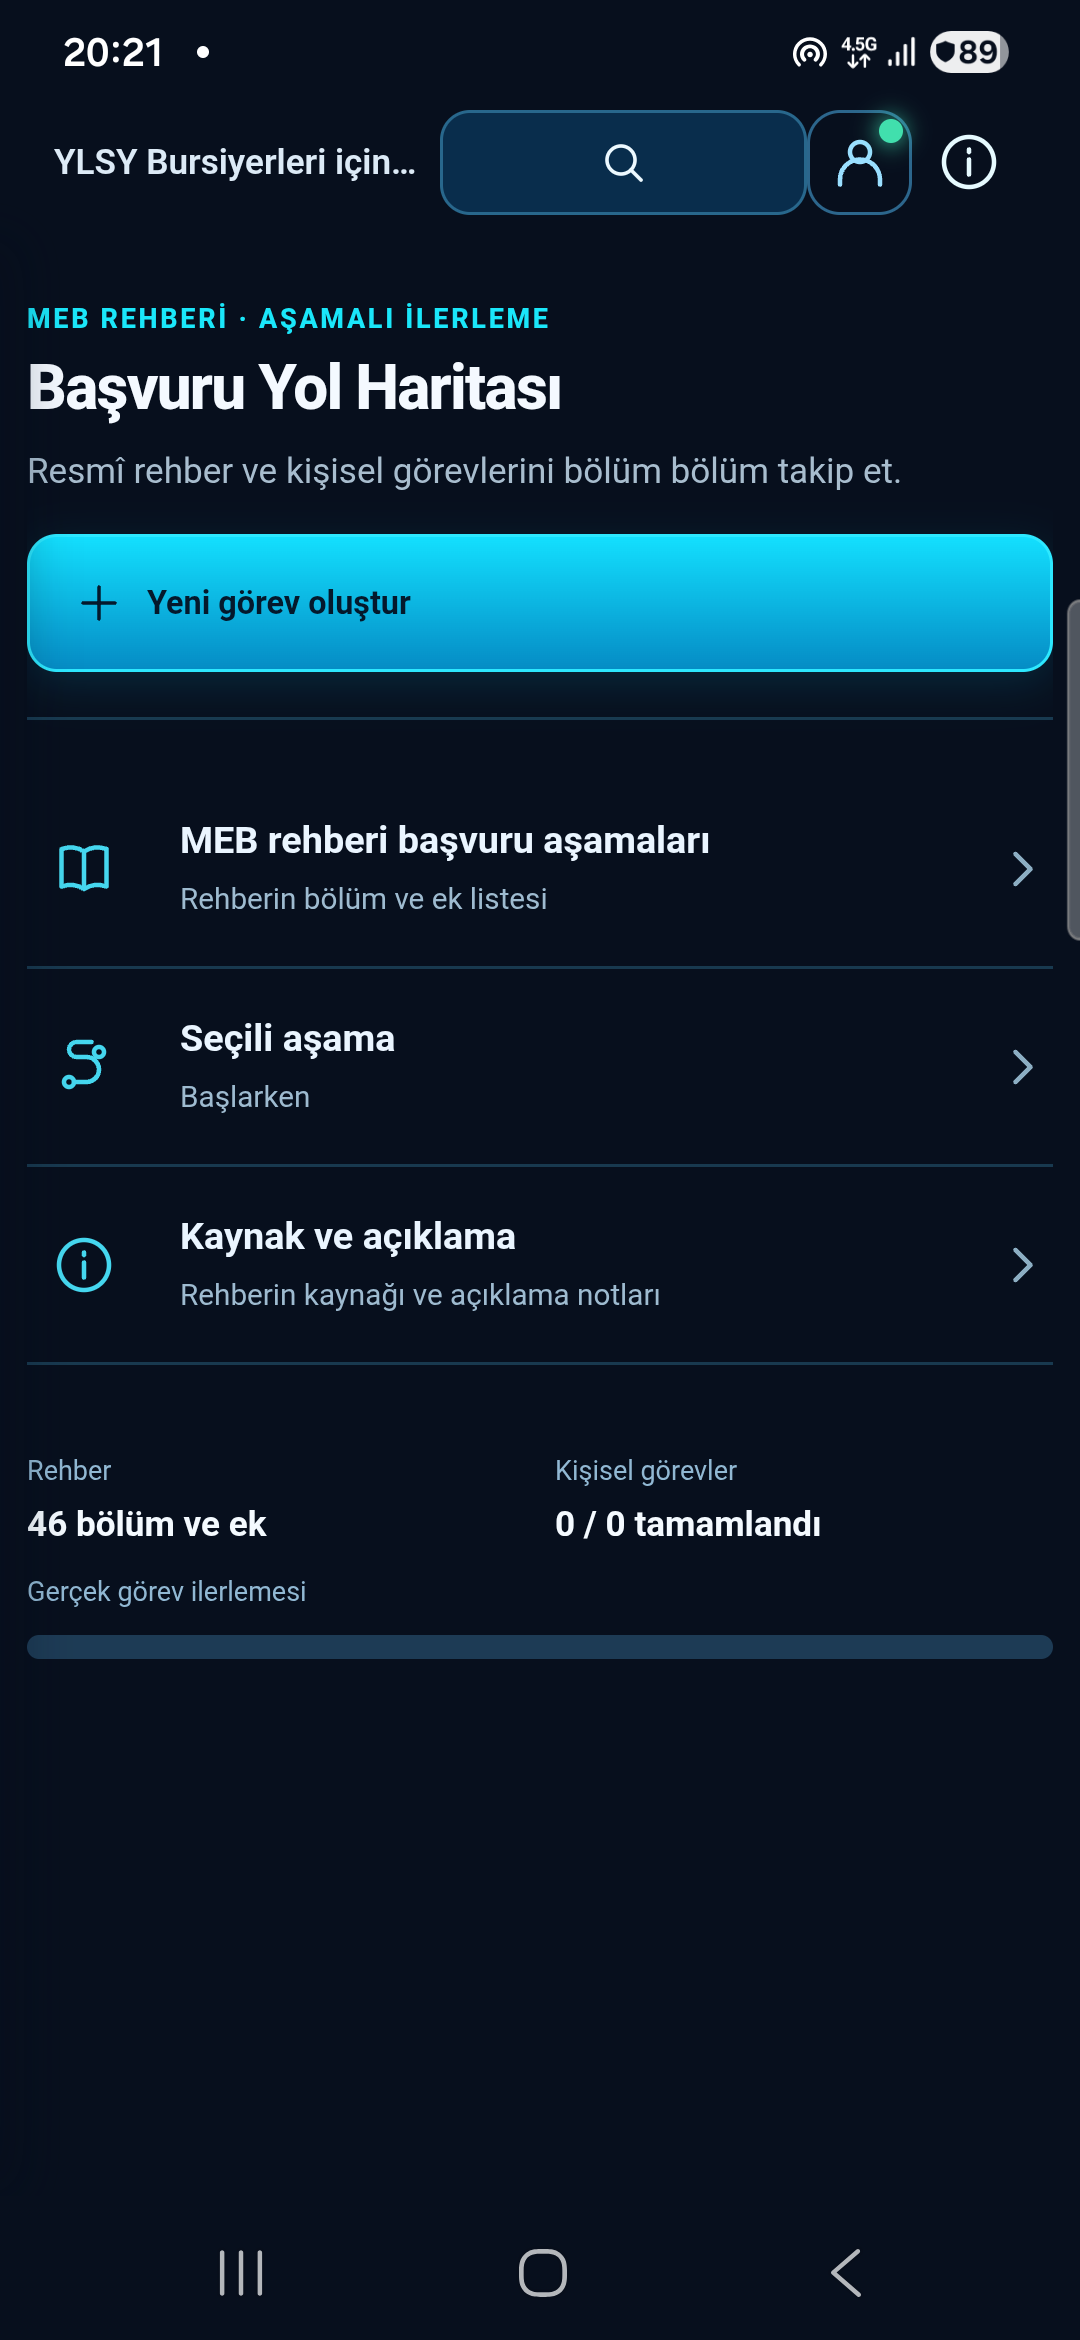 20:21
4.5G
89
YLSY Bursiyerleri için...
MEB REHBERİ · AŞAMALI İLERLEME
Başvuru Yol Haritası
Resmî rehber ve kişisel görevlerini bölüm bölüm takip et.
Yeni görev oluştur
MEB rehberi başvuru aşamaları
Rehberin bölüm ve ek listesi
Seçili aşama
Başlarken
Kaynak ve açıklama
Rehberin kaynağı ve açıklama notları
Rehber
46 bölüm ve ek
Kişisel görevler
0 / 0 tamamlandı
Gerçek görev ilerlemesi